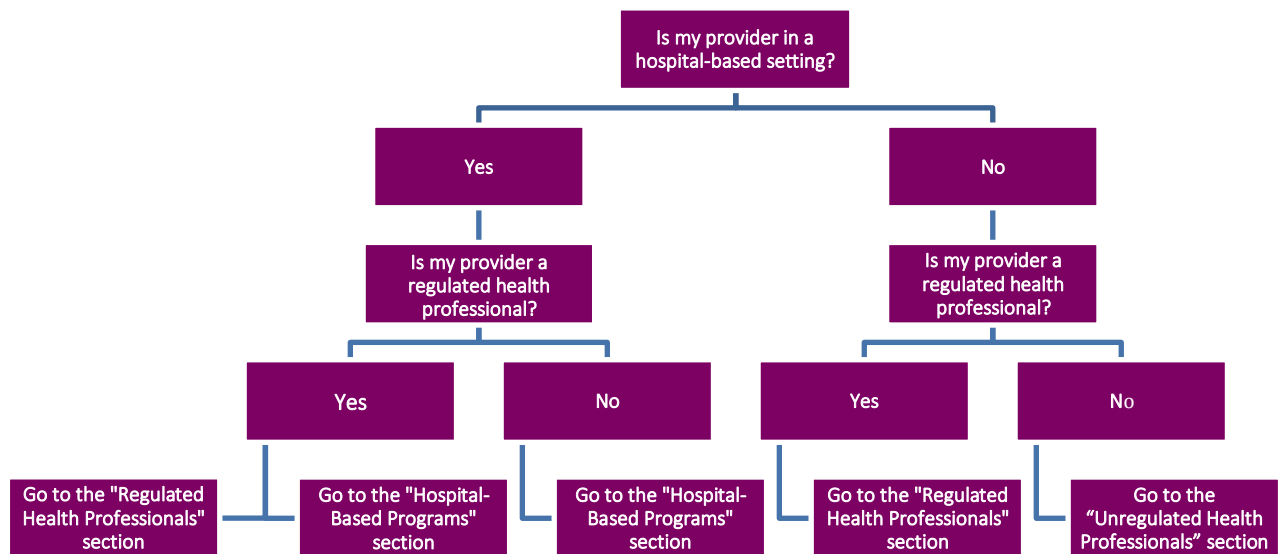 Is my provider in a
hospital-based setting?
Yes
No
Is my provider a
regulated health
professional?
Is my provider a
regulated health
professional?
Yes
No
Yes
No
Go to the "Regulated
Health Professionals"
section
Go to the "Hospital-
Based Programs"
section
Go to the "Hospital-
Based Programs"
section
Go to the "Regulated
Health Professionals"
section
Go to the
“Unregulated Health
Professionals” section